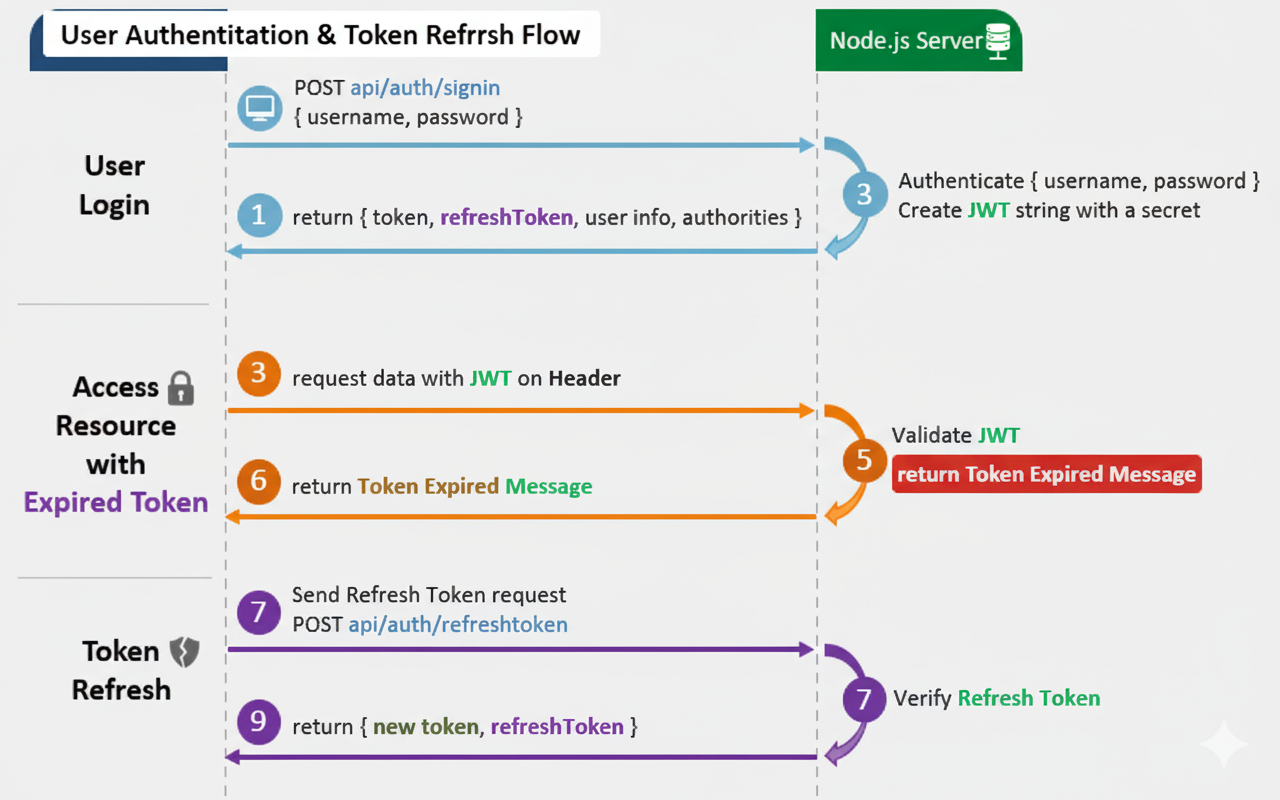 User Authentitation & Token Refrrsh Flow
Node.js Server
User
Login
POST api/auth/signin
{ username, password }
3
Authenticate { username, password }
Create JWT string with a secret
1
return { token, refreshToken, user info, authorities }
Access
Resource
with
Expired Token
3
request data with JWT on Header
5
Validate JWT
return Token Expired Message
6
return Token Expired Message
Token
Refresh
7
Send Refresh Token request
POST api/auth/refreshtoken
7
Verify Refresh Token
9
return { new token, refreshToken }